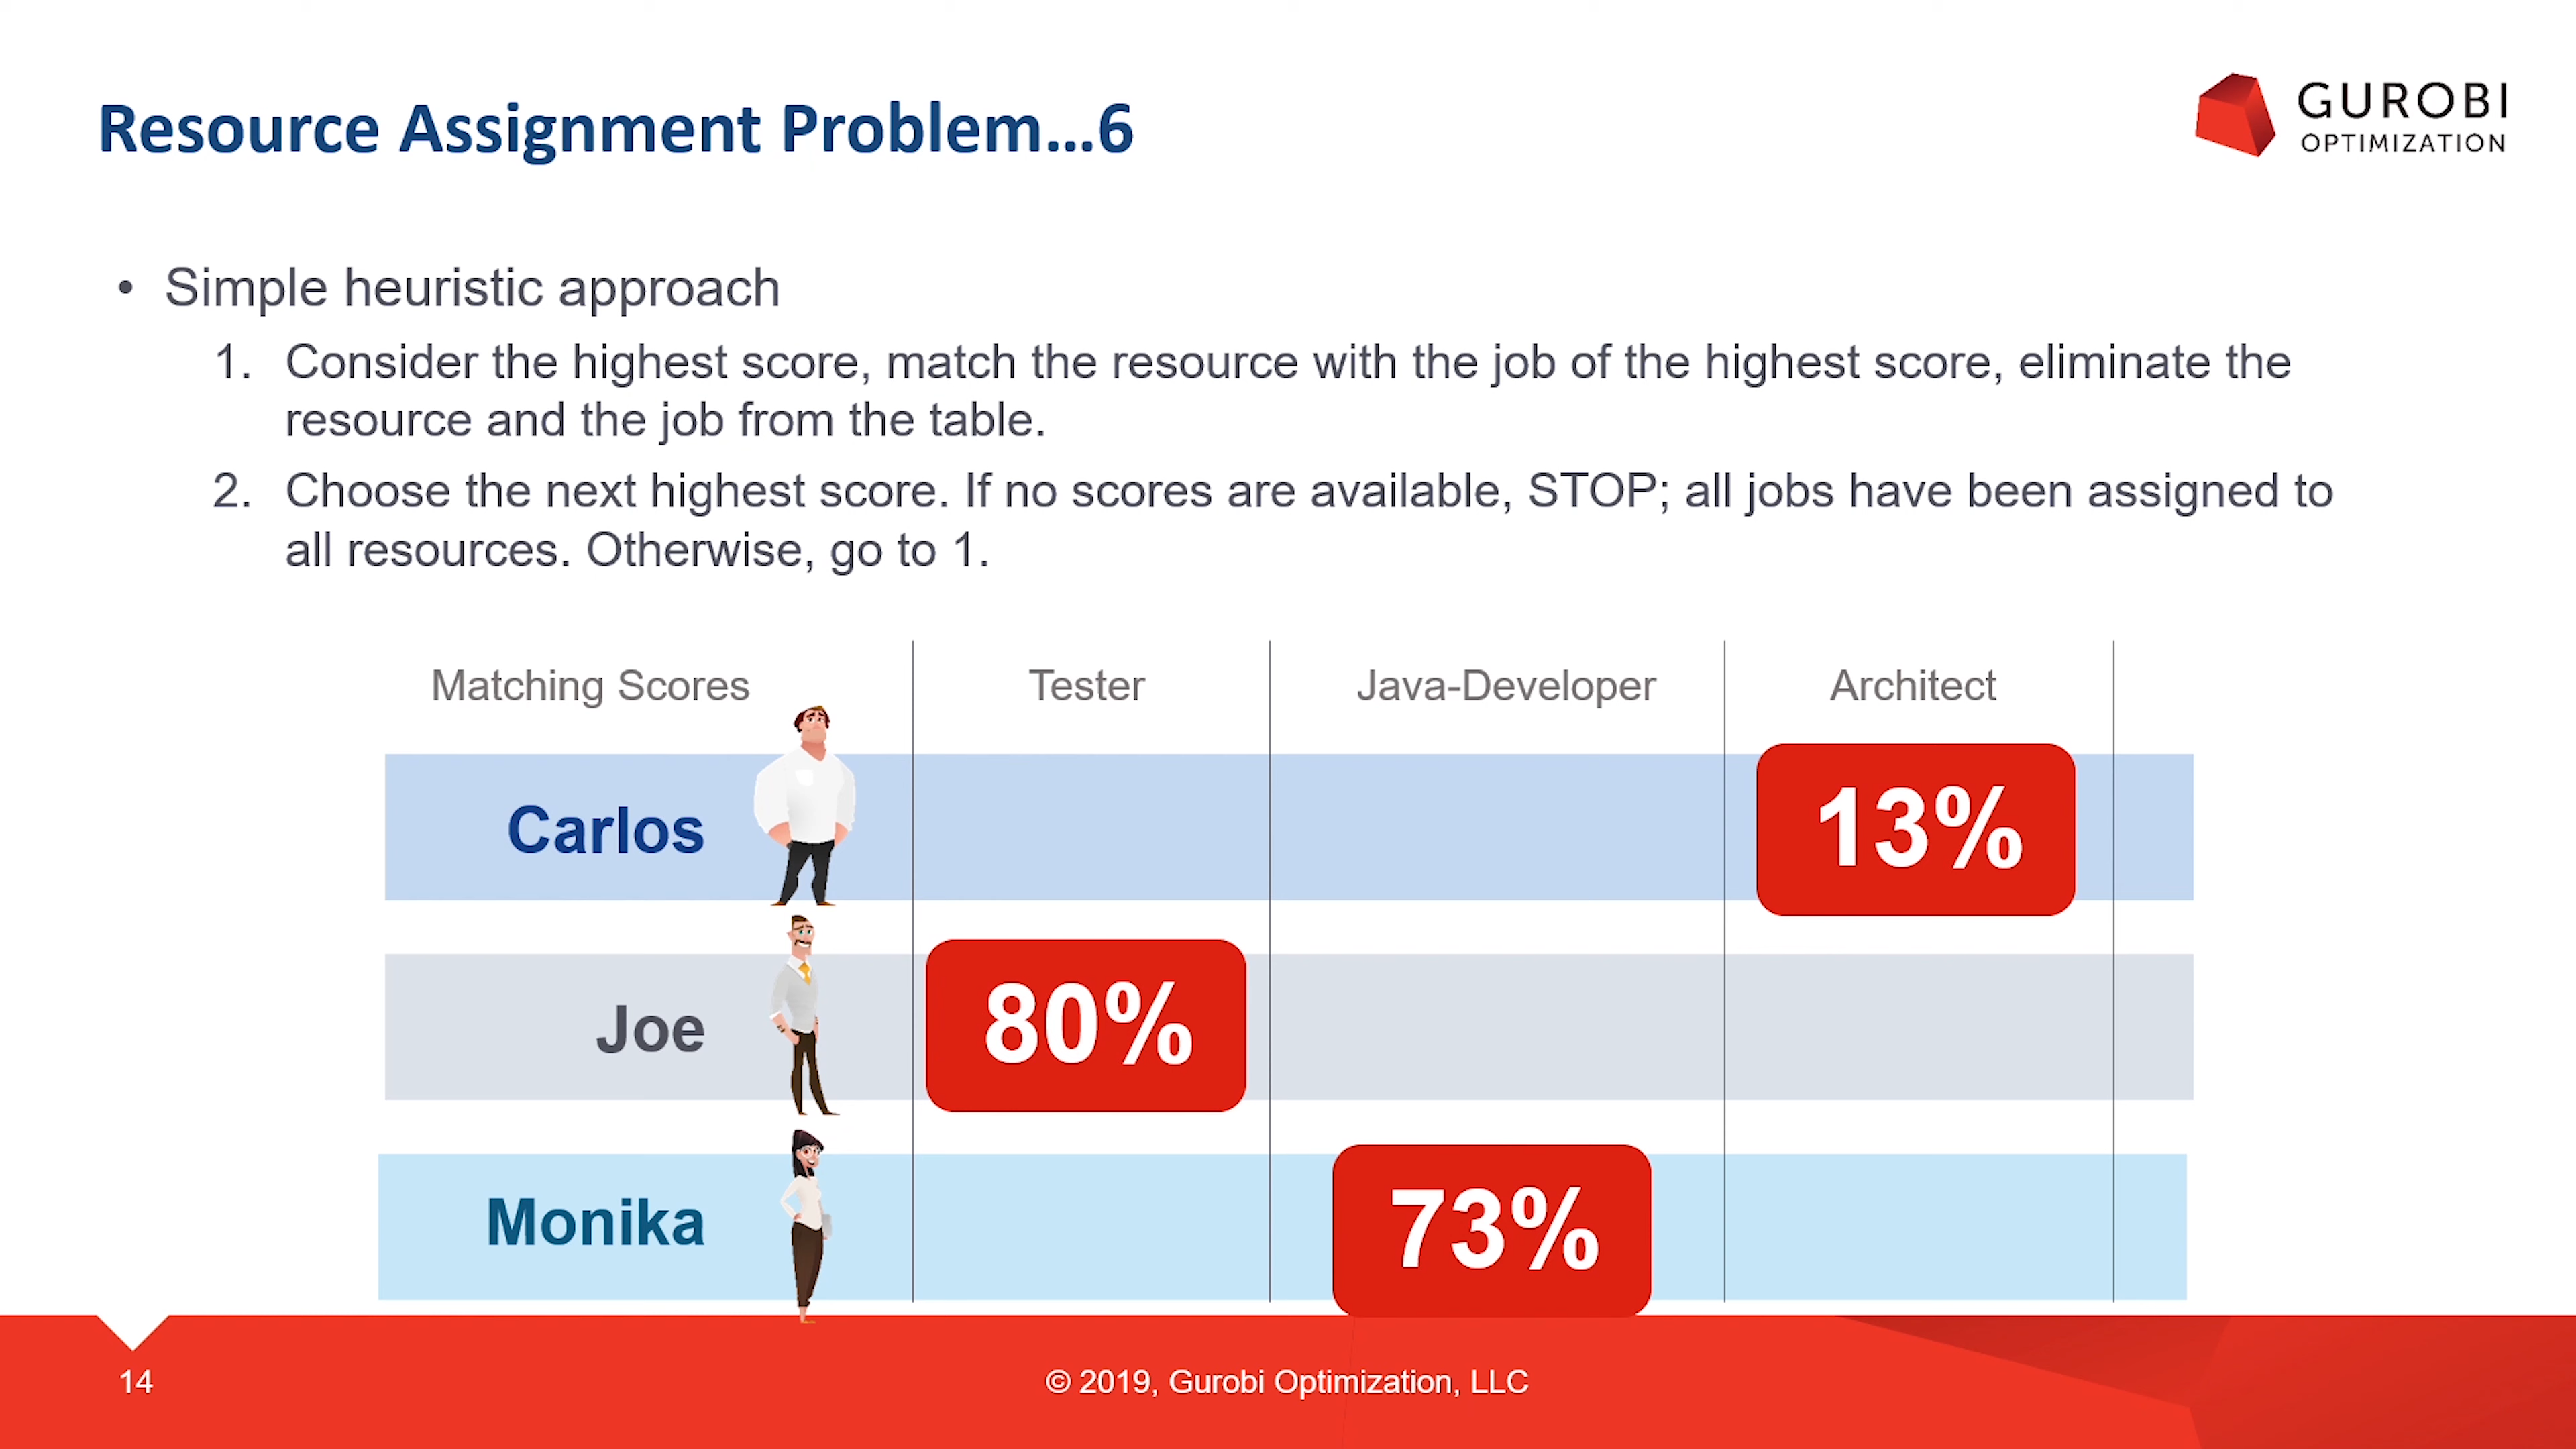 Resource Assignment Problem...6
GUROBI
OPTIMIZATION
• Simple heuristic approach
1. Consider the highest score, match the resource with the job of the highest score, eliminate the
resource and the job from the table.
2. Choose the next highest score. If no scores are available, STOP; all jobs have been assigned to
all resources. Otherwise, go to 1.
Matching Scores Tester Java-Developer Architect
Carlos 13%
Joe 80%
Monika 73%
14 © 2019, Gurobi Optimization, LLC